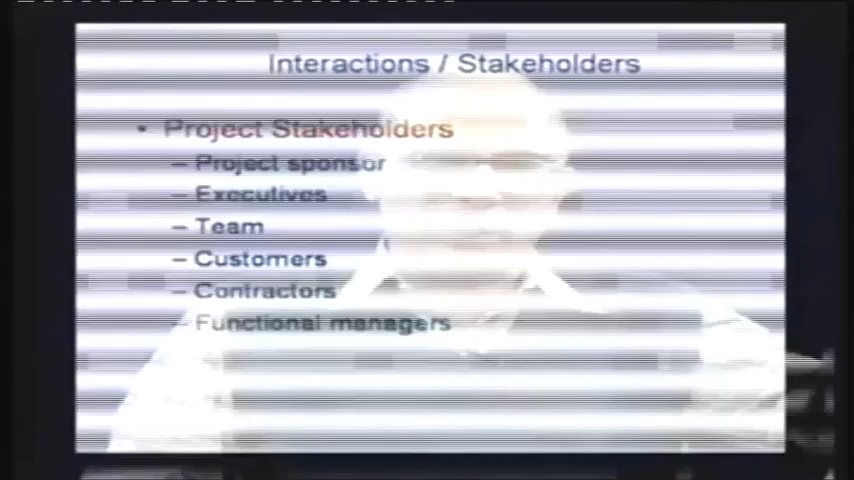 Interactions / Stakeholders
• Project Stakeholders
– Project sponsor
– Executives
– Team
– Customers
– Contractors
– Functional managers